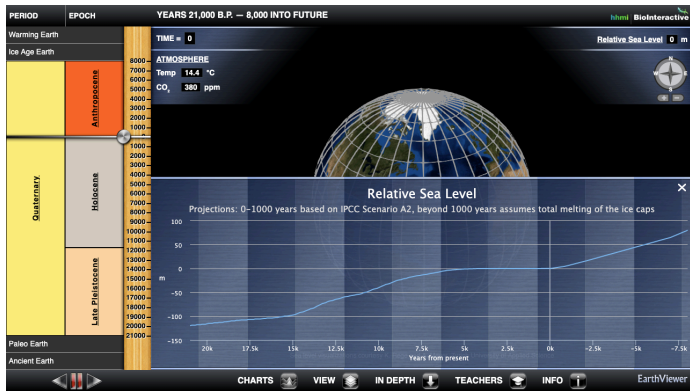 PERIOD EPOCH YEARS 21,000 B.P. — 8,000 INTO FUTURE hhmi BioInteractive
Warming Earth
Ice Age Earth
TIME = 0
Relative Sea Level 0 m
ATMOSPHERE
Temp 14.4 °C
CO₂ 380 ppm
N
W
E
S
+ −
Anthropocene
Quaternary
Holocene
Late Pleistocene
8000
7000
6000
5000
4000
3000
2000
1000
1000
2000
3000
4000
5000
6000
7000
8000
9000
10000
11000
12000
13000
14000
15000
16000
17000
18000
19000
20000
21000
Paleo Earth
Ancient Earth
Relative Sea Level ×
Projections: 0-1000 years based on IPCC Scenario A2, beyond 1000 years assumes total melting of the ice caps
100
50
0
m
-50
-100
-150
20k 17.5k 15k 12.5k 10k 7.5k 5k 2.5k 0k -2.5k -5k -7.5k
Years from present
CHARTS VIEW IN DEPTH TEACHERS INFO i EarthViewer